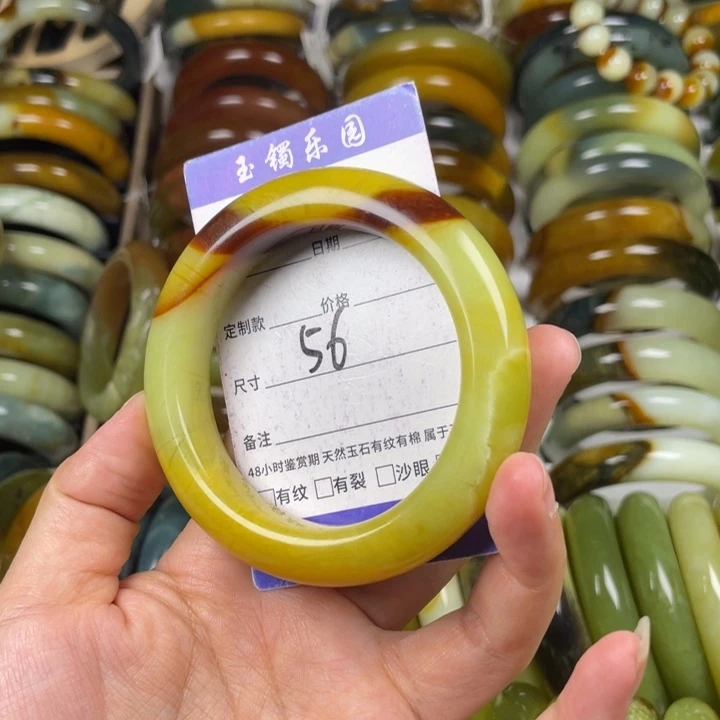 玉镯乐园
日期
价格
定制款
56
尺寸
备注
48小时鉴赏期 天然玉石有纹有棉 属于
□有纹 □有裂 □沙眼